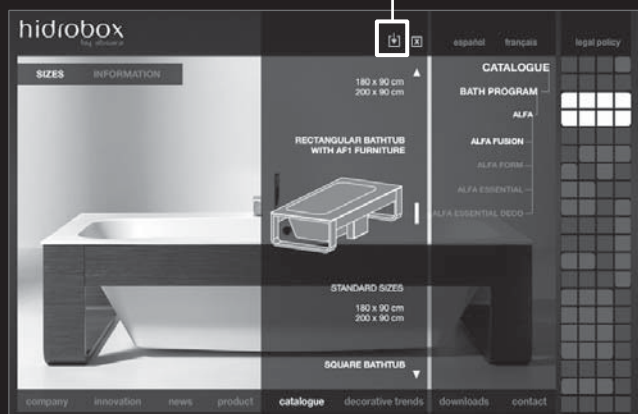 hidrobox
by absara
X
español français legal policy
SIZES INFORMATION
180 x 90 cm
200 x 90 cm
RECTANGULAR BATHTUB
WITH AF1 FURNITURE
STANDARD SIZES
180 x 90 cm
200 x 90 cm
SQUARE BATHTUB
CATALOGUE
BATH PROGRAM
ALFA
ALFA FUSION
ALFA FORM
ALFA ESSENTIAL
ALFA ESSENTIAL DECO
company innovation news product catalogue decorative trends downloads contact